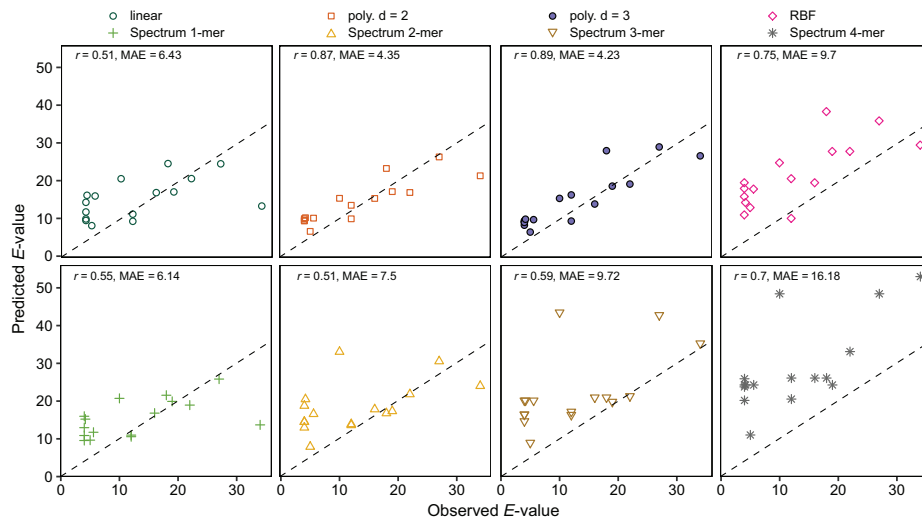 linear
poly. d = 2
poly. d = 3
RBF
Spectrum 1-mer
Spectrum 2-mer
Spectrum 3-mer
Spectrum 4-mer
r = 0.51, MAE = 6.43
r = 0.87, MAE = 4.35
r = 0.89, MAE = 4.23
r = 0.75, MAE = 9.7
50
40
30
20
10
0
r = 0.55, MAE = 6.14
r = 0.51, MAE = 7.5
r = 0.59, MAE = 9.72
r = 0.7, MAE = 16.18
50
40
30
20
10
0
Predicted E-value
0 10 20 30 0 10 20 30 0 10 20 30 0 10 20 30
Observed E-value